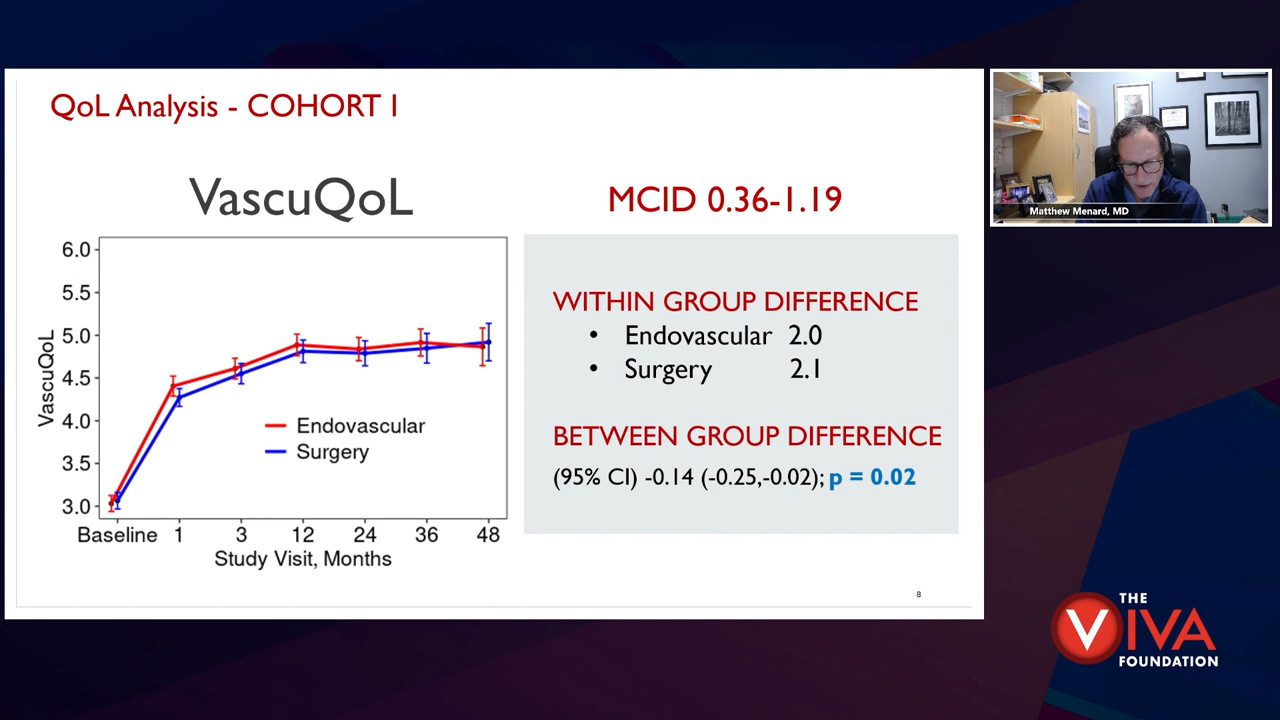 QoL Analysis - COHORT I
VascuQoL
MCID 0.36-1.19
6.0
5.5
5.0
4.5
4.0
3.5
3.0
VascuQoL
Endovascular
Surgery
Baseline 1 3 12 24 36 48
Study Visit, Months
WITHIN GROUP DIFFERENCE
• Endovascular 2.0
• Surgery 2.1
BETWEEN GROUP DIFFERENCE
(95% CI) -0.14 (-0.25,-0.02); p = 0.02
8
Matthew Menard, MD
THE
VIVA
FOUNDATION